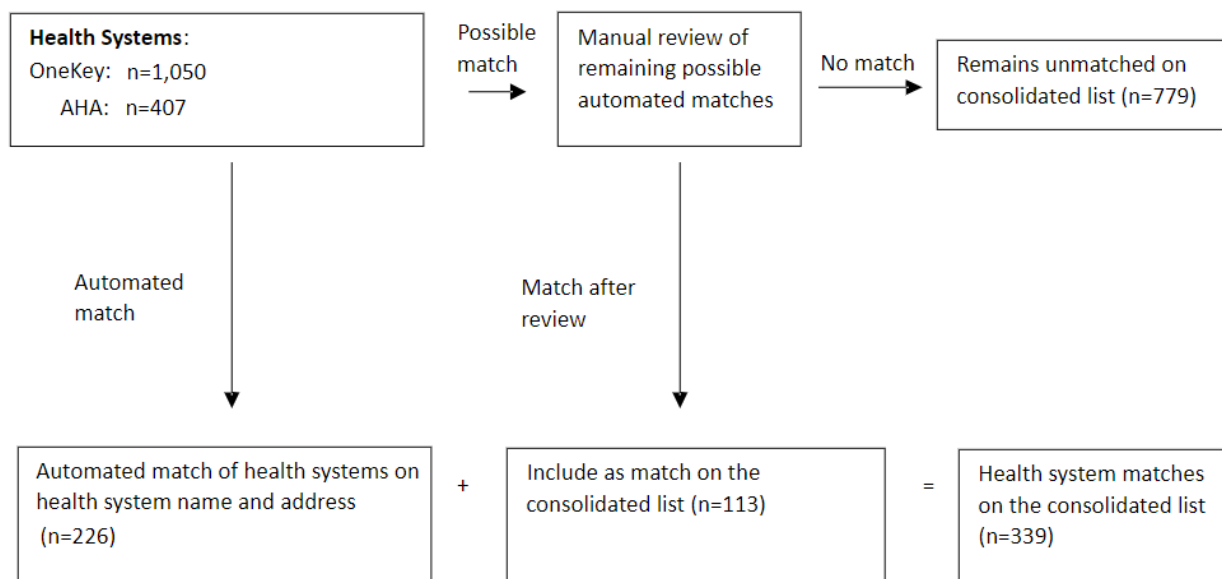 Health Systems:
OneKey: n=1,050
AHA: n=407
Possible
match
Manual review of
remaining possible
automated matches
No match
Remains unmatched on
consolidated list (n=779)
Automated
match
Match after
review
Automated match of health systems on
health system name and address
(n=226)
+
Include as match on the
consolidated list (n=113)
=
Health system matches
on the consolidated list
(n=339)